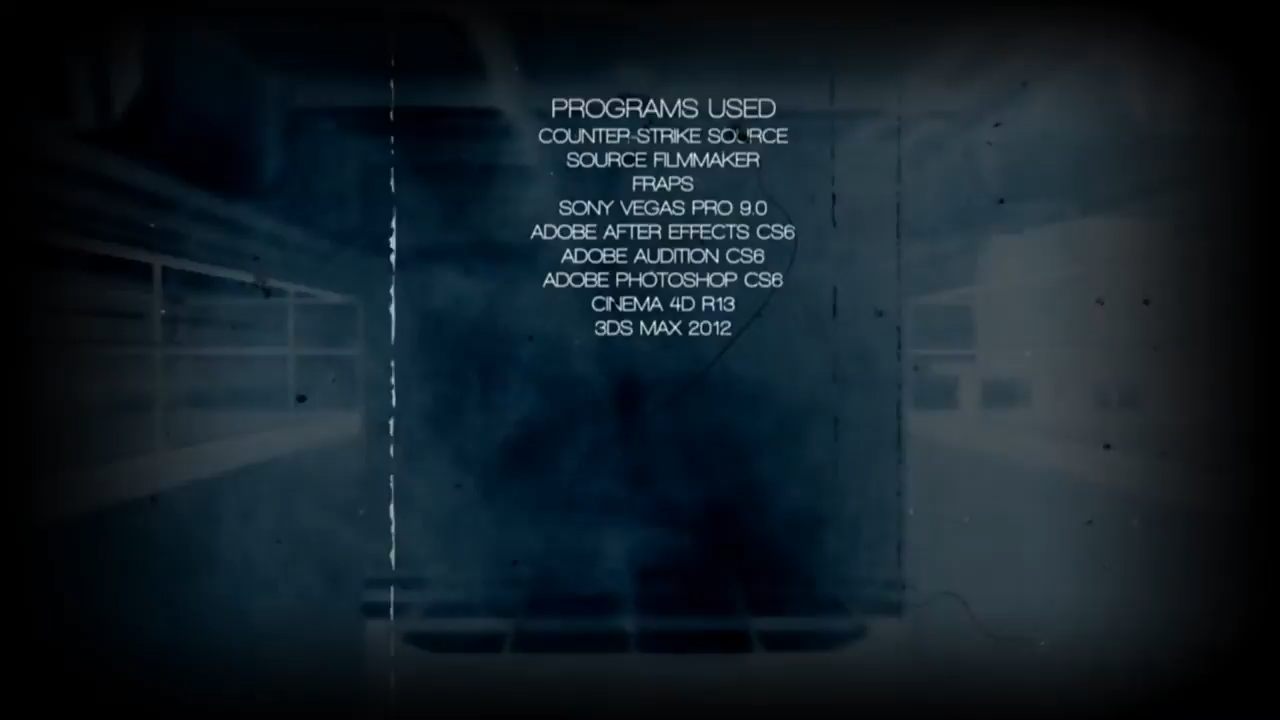 PROGRAMS USED
COUNTER-STRIKE SOURCE
SOURCE FILMMAKER
FRAPS
SONY VEGAS PRO 9.0
ADOBE AFTER EFFECTS CS6
ADOBE AUDITION CS6
ADOBE PHOTOSHOP CS6
CINEMA 4D R13
3DS MAX 2012